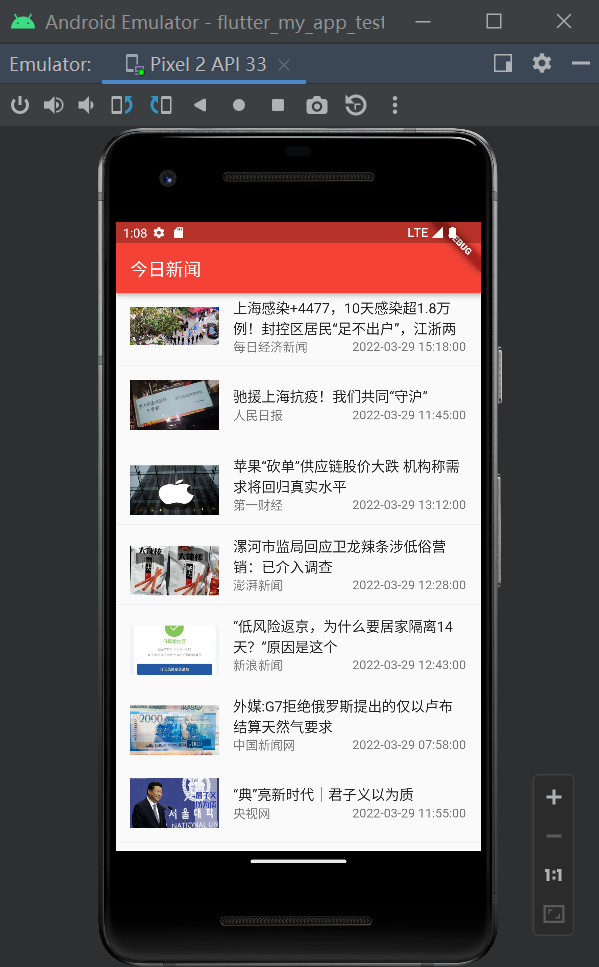 Android Emulator - flutter_my_app_test
Emulator:
Pixel 2 API 33
1:08
LTE
DEBUG
今日新闻
上海感染+4477，10天感染超1.8万
例！封控区居民“足不出户”，江浙两
每日经济新闻 2022-03-29 15:18:00
驰援上海抗疫！我们共同“守沪”
人民日报 2022-03-29 11:45:00
苹果“砍单”供应链股价大跌 机构称需
求将回归真实水平
第一财经 2022-03-29 13:12:00
漯河市监局回应卫龙辣条涉低俗营
销：已介入调查
澎湃新闻 2022-03-29 12:28:00
“低风险返京，为什么要居家隔离14
天？”原因是这个
新浪新闻 2022-03-29 12:43:00
2000
2000
外媒:G7拒绝俄罗斯提出的仅以卢布
结算天然气要求
中国新闻网 2022-03-29 07:58:00
서울대학
NATIONAL UN
“典”亮新时代｜君子义以为质
央视网 2022-03-29 11:55:00
1:1